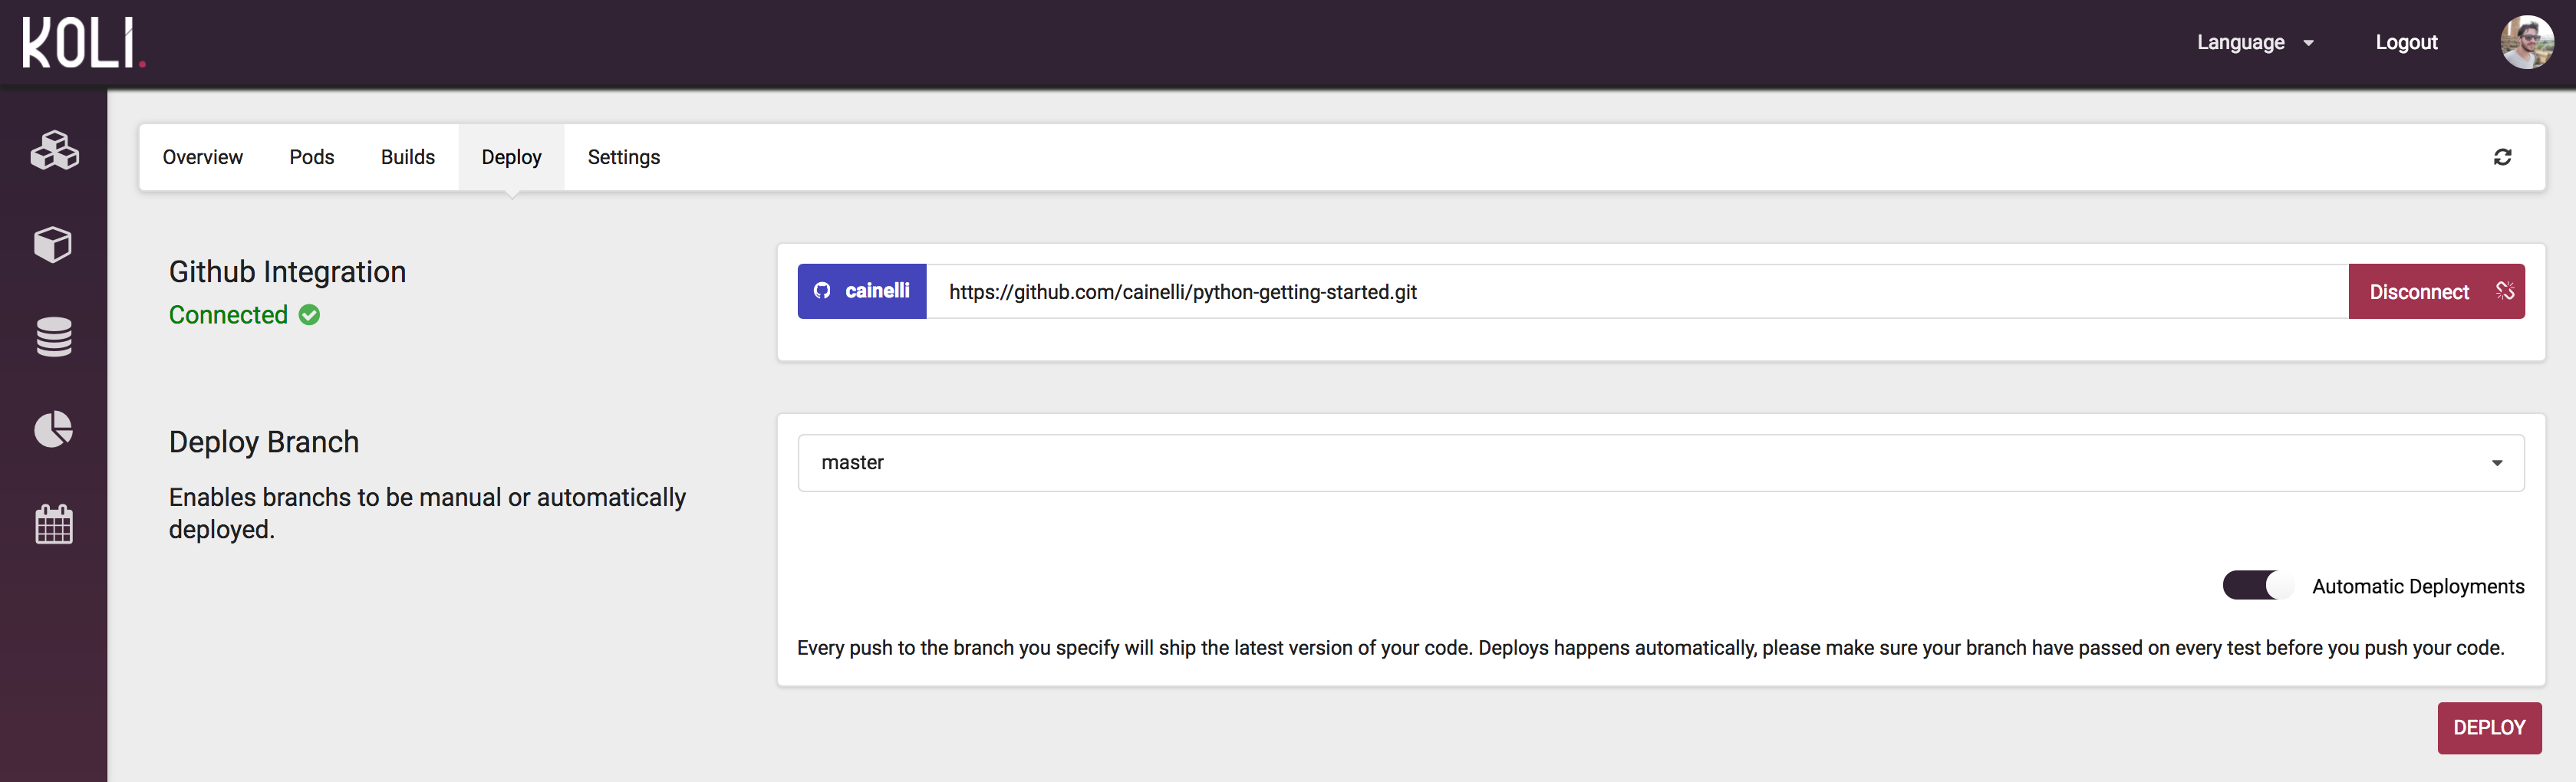 KOLI.
Language
Logout
Overview
Pods
Builds
Deploy
Settings
Github Integration
Connected
cainelli
https://github.com/cainelli/python-getting-started.git
Disconnect
Deploy Branch
Enables branchs to be manual or automatically
deployed.
master
Automatic Deployments
Every push to the branch you specify will ship the latest version of your code. Deploys happens automatically, please make sure your branch have passed on every test before you push your code.
DEPLOY